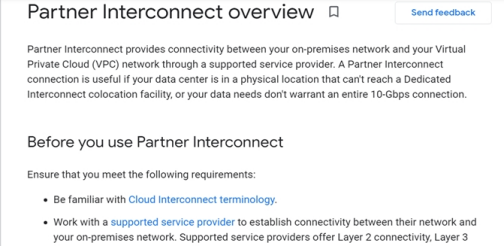 Partner Interconnect overview
Send feedback
Partner Interconnect provides connectivity between your on-premises network and your Virtual
Private Cloud (VPC) network through a supported service provider. A Partner Interconnect
connection is useful if your data center is in a physical location that can't reach a Dedicated
Interconnect colocation facility, or your data needs don't warrant an entire 10-Gbps connection.
Before you use Partner Interconnect
Ensure that you meet the following requirements:
• Be familiar with Cloud Interconnect terminology.
• Work with a supported service provider to establish connectivity between their network and
your on-premises network. Supported service providers offer Layer 2 connectivity, Layer 3